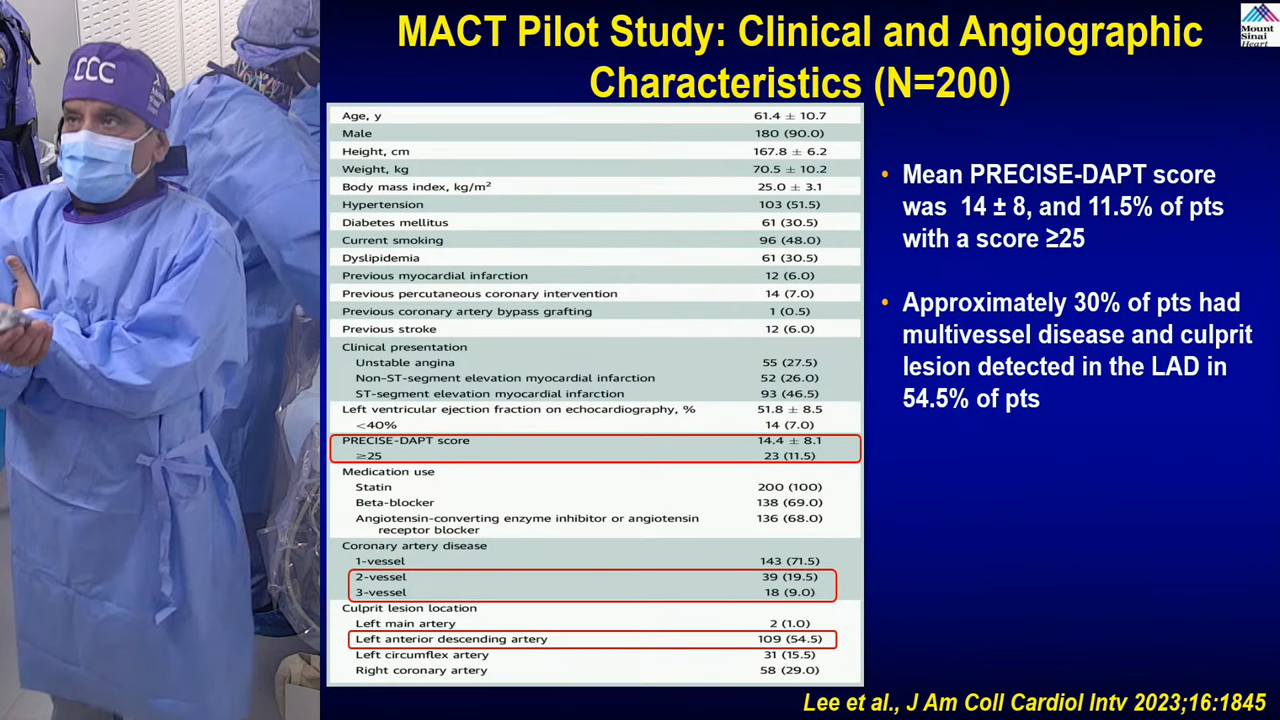 MACT Pilot Study: Clinical and Angiographic
Characteristics (N=200)
Mount
Sinai
Heart
CCC
Age, y 61.4 ± 10.7
Male 180 (90.0)
Height, cm 167.8 ± 6.2
Weight, kg 70.5 ± 10.2
Body mass index, kg/m² 25.0 ± 3.1
Hypertension 103 (51.5)
Diabetes mellitus 61 (30.5)
Current smoking 96 (48.0)
Dyslipidemia 61 (30.5)
Previous myocardial infarction 12 (6.0)
Previous percutaneous coronary intervention 14 (7.0)
Previous coronary artery bypass grafting 1 (0.5)
Previous stroke 12 (6.0)
Clinical presentation
Unstable angina 55 (27.5)
Non–ST-segment elevation myocardial infarction 52 (26.0)
ST-segment elevation myocardial infarction 93 (46.5)
Left ventricular ejection fraction on echocardiography, % 51.8 ± 8.5
<40% 14 (7.0)
PRECISE-DAPT score 14.4 ± 8.1
≥25 23 (11.5)
Medication use
Statin 200 (100)
Beta-blocker 138 (69.0)
Angiotensin-converting enzyme inhibitor or angiotensin 136 (68.0)
receptor blocker
Coronary artery disease
1-vessel 143 (71.5)
2-vessel 39 (19.5)
3-vessel 18 (9.0)
Culprit lesion location
Left main artery 2 (1.0)
Left anterior descending artery 109 (54.5)
Left circumflex artery 31 (15.5)
Right coronary artery 58 (29.0)
• Mean PRECISE-DAPT score
was 14 ± 8, and 11.5% of pts
with a score ≥25
• Approximately 30% of pts had
multivessel disease and culprit
lesion detected in the LAD in
54.5% of pts
Lee et al., J Am Coll Cardiol Intv 2023;16:1845